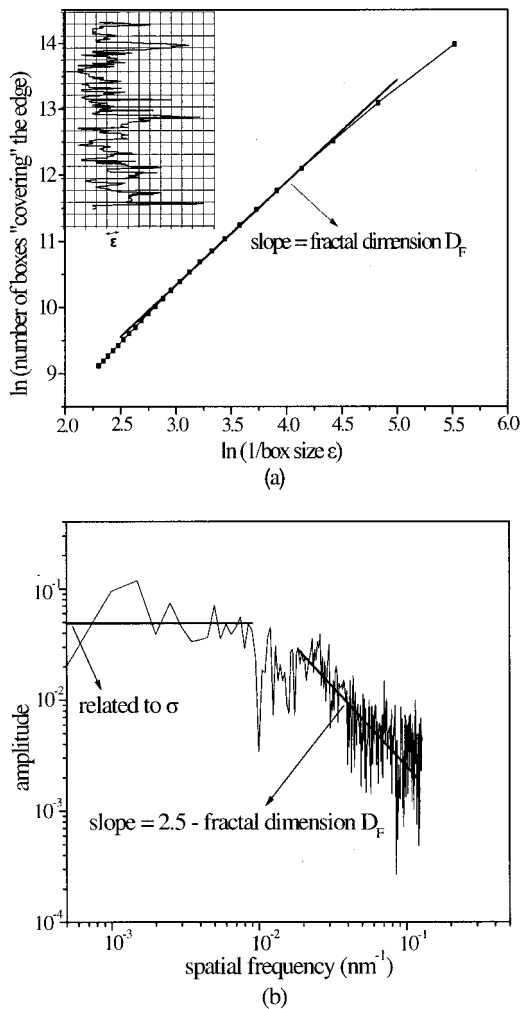 14
13
12
11
10
9
ln (number of boxes "covering" the edge)
ε
slope = fractal dimension D_F
2.0 2.5 3.0 3.5 4.0 4.5 5.0 5.5 6.0
ln (1/box size ε)
(a)
10^-1
10^-2
10^-3
10^-4
amplitude
related to σ
slope = 2.5 - fractal dimension D_F
10^-3 10^-2 10^-1
spatial frequency (nm^-1)
(b)